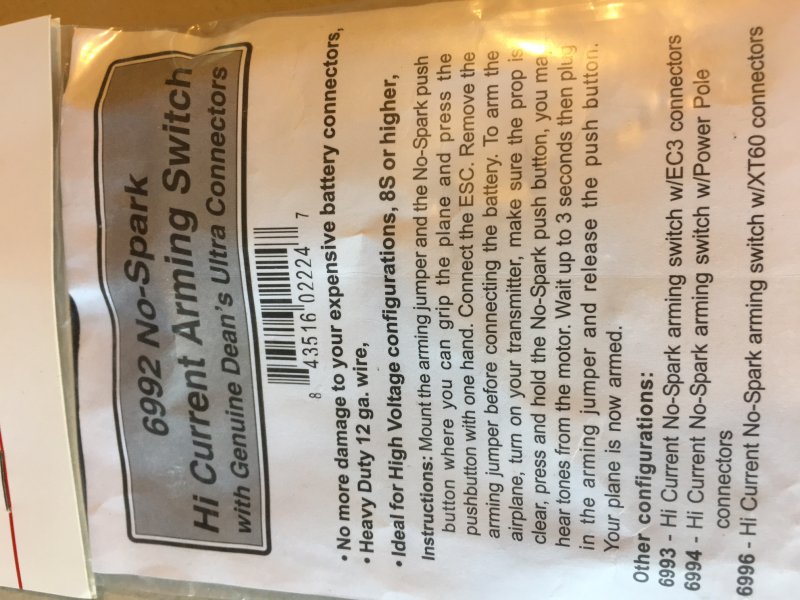 6992 No-Spark
Hi Current Arming Switch
with Genuine Dean's Ultra Connectors
8 43516 02224 7
• No more damage to your expensive battery connectors,
• Heavy Duty 12 ga. wire,
• Ideal for High Voltage configurations, 8S or higher,
Instructions: Mount the arming jumper and the No-Spark push
button where you can grip the plane and press the
pushbutton with one hand. Connect the ESC. Remove the
arming jumper before connecting the battery. To arm the
airplane, turn on your transmitter, make sure the prop is
clear, press and hold the No-Spark push button, you may
hear tones from the motor. Wait up to 3 seconds then plug
in the arming jumper and release the push button.
Your plane is now armed.
Other configurations:
6993 - Hi Current No-Spark arming switch w/EC3 connectors
6994 - Hi Current No-Spark arming switch w/Power Pole
connectors
6996 - Hi Current No-Spark arming switch w/XT60 connectors